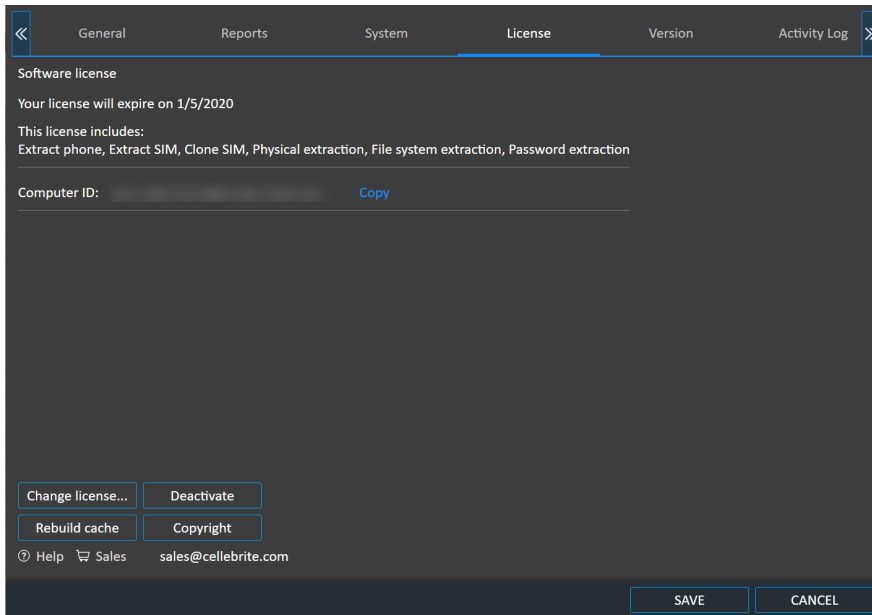 General Reports System License Version Activity Log
Software license
Your license will expire on 1/5/2020
This license includes:
Extract phone, Extract SIM, Clone SIM, Physical extraction, File system extraction, Password extraction
Computer ID: Copy
Change license... Deactivate
Rebuild cache Copyright
Help Sales sales@cellebrite.com
SAVE CANCEL